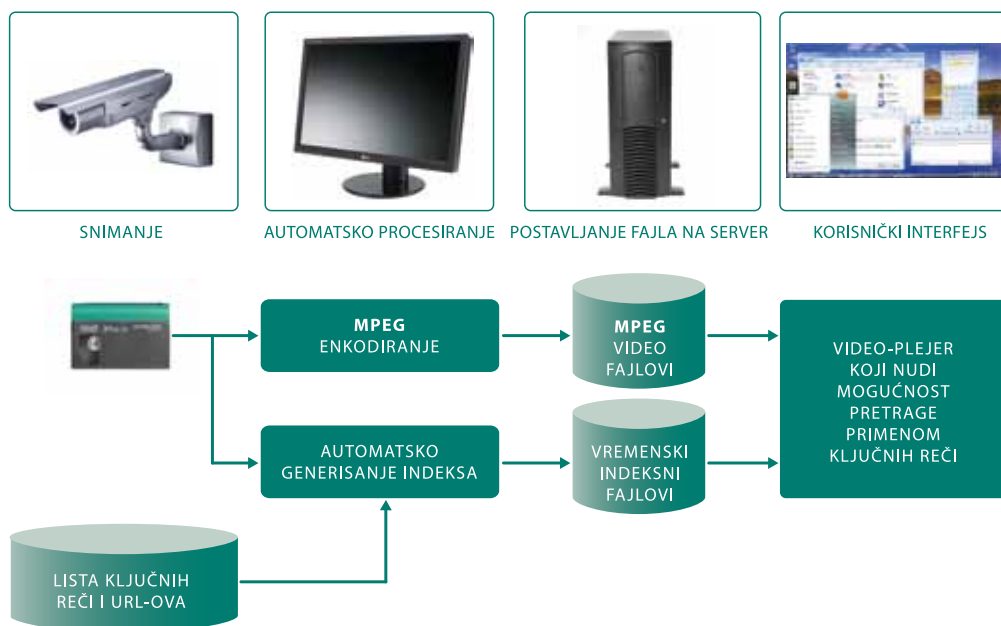 SNIMANJE
AUTOMATSKO PROCESIRANJE
POSTAVLJANJE FAJLA NA SERVER
KORISNIČKI INTERFEJS
MPEG
ENKODIRANJE
MPEG
VIDEO
FAJLOVI
VIDEO-PLEJER
KOJI NUDI
MOGUĆNOST
PRETRAGE
PRIMENOM
KLJUČNIH REČI
AUTOMATSKO
GENERISANJE INDEKSA
VREMENSKI
INDEKSNI
FAJLOVI
LISTA KLJUČNIH
REČI I URL-OVA